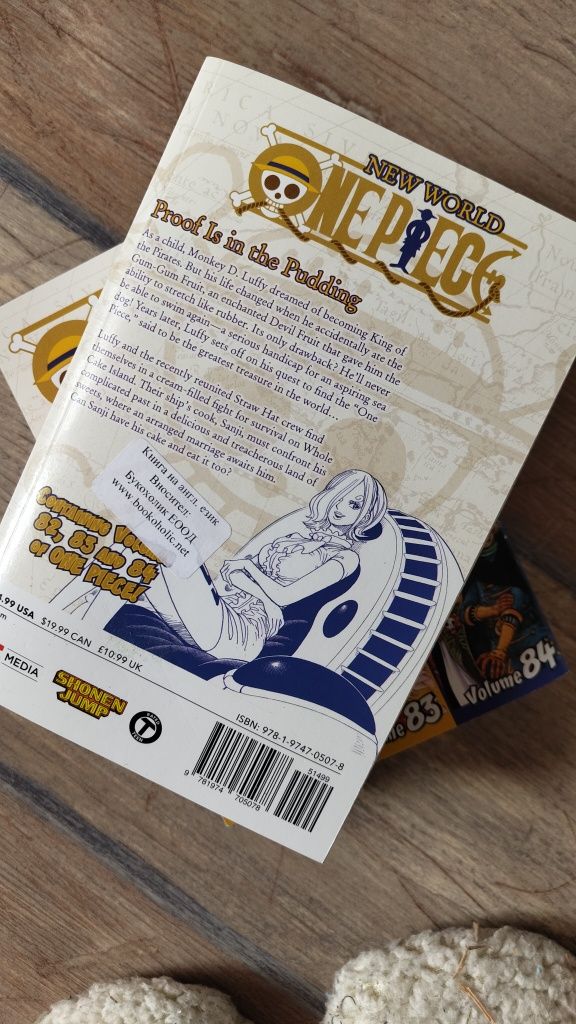 NEW WORLD
ONE PIECE
Proof Is in the Pudding
As a child, Monkey D. Luffy dreamed of becoming King of
the Pirates. But his life changed when he accidentally ate the
Gum-Gum Fruit, an enchanted Devil Fruit that gave him the
ability to stretch like rubber. Its only drawback? He'll never
be able to swim again—a serious handicap for an aspiring sea
dog! Years later, Luffy sets off on his quest to find the "One
Piece," said to be the greatest treasure in the world...
Luffy and the recently reunited Straw Hat crew find
themselves in a cream-filled fight for survival on Whole
Cake Island. Their ship's cook, Sanji, must confront his
complicated past in a delicious and treacherous land of
sweets, where an arranged marriage awaits him.
Can Sanji have his cake and eat it too?
Книга на англ. език
Вносител:
Букохолик ЕООД
www.bookoholic.net
Containing Volumes
82, 83 and 84
of ONE PIECE!
.99 USA $19.99 CAN £10.99 UK
MEDIA
SHONEN
JUMP
T
TEEN
ISBN: 978-1-9747-0507-8
51499
9 781974 705078
83
Volume 84